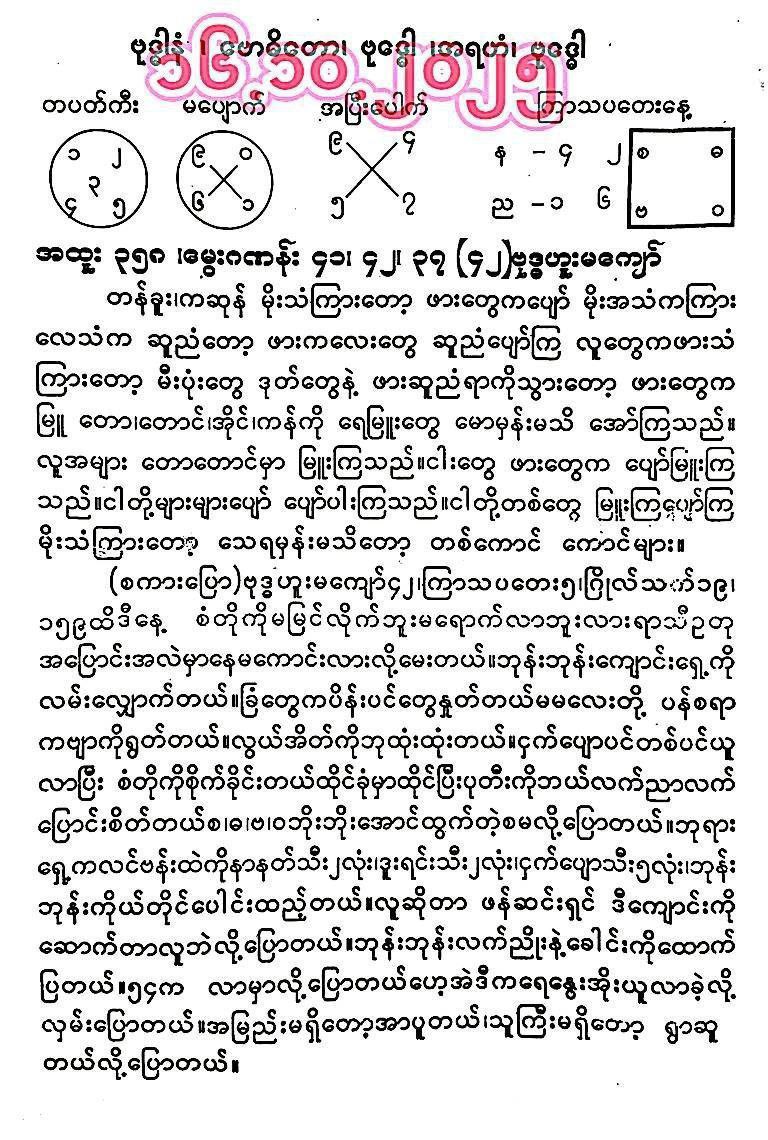 ဗုဒ္ဓါနံ ၊ ဗောဓိတော၊ ဗုဒ္ဓေါ ၊အရဟံ၊ ဗုဒ္ဓေါ
၁၆.၁၀.၂၀၂၅
တပတ်ကီး မပျောက် အပြီးပေါက် ကြာသပတေးနေ့
၁ ၂ ၉ ၀ ၉ ၄ န – ၄ ၂ စ ဓ
၃
၄ ၅ ၆ ၁ ၅ ၇ ည – ၁ ၆ ဗ ဝ
အထူး ၃၅၈ ၊မွေးဂဏန်း ၄၁၊ ၄၂၊ ၃၇ (၄၂)ဗုဒ္ဓဟူးမကျော်
တန်ခူး၊ကဆုန် မိုးသံကြားတော့ ဖားတွေကပျော် မိုးအသံကကြား
လေသံက ဆူညံတော့ ဖားကလေးတွေ ဆူညံပျော်ကြ လူတွေကဖားသံ
ကြားတော့ မီးပုံးတွေ ဒုတ်တွေနဲ့ ဖားဆူညံရာကိုသွားတော့ ဖားတွေက
မြူ တော၊တောင်၊အိုင်၊ကန်ကို ရေမြူးတွေ မောမှန်းမသိ အော်ကြသည်။
လူအများ တောတောင်မှာ မြူးကြသည်။ငါးတွေ ဖားတွေက ပျော်မြူးကြ
သည်။ငါတို့များများပျော် ပျော်ပါးကြသည်။ငါတို့တစ်တွေ မြူးကြပျော်ကြ
မိုးသံကြားတော့ သေရမှန်းမသိတော့ တစ်ကောင် ကောင်များ။
(စကားပြော)ဗုဒ္ဓဟူးမကျော်၄၂၊ကြာသပတေး၅၊ဂြိုလ်သက်၁၉၊
၁၅၉ထိဒီနေ့ စံတိုကိုမမြင်လိုက်ဘူးမရောက်လာဘူးလားရာသီဥတု
အပြောင်းအလဲမှာနေမကောင်းလားလို့မေးတယ်။ဘုန်းဘုန်းကျောင်းရှေ့ကို
လမ်းလျှောက်တယ်။ခြံတွေကပိန်းပင်တွေနှုတ်တယ်မမလေးတို့ ပန်စရာ
ကဗျာကိုရွတ်တယ်။လွယ်အိတ်ကိုဘုထုံးထုံးတယ်။ငှက်ပျောပင်တစ်ပင်ယူ
လာပြီး စံတိုကိုစိုက်ခိုင်းတယ်ထိုင်ခုံမှာထိုင်ပြီးပုတီးကိုဘယ်လက်ညာလက်
ပြောင်းစိတ်တယ်စ၊ဓ၊ဗ၊ဝဘိုးဘိုးအောင်ထွက်တဲ့စမလို့ပြောတယ်။ဘုရား
ရှေ့ကလင်ဗန်းထဲကိုနာနတ်သီး၂လုံး၊ဒူးရင်းသီး၂လုံး၊ငှက်ပျောသီး၅လုံး၊ဘုန်း
ဘုန်းကိုယ်တိုင်ပေါင်းထည့်တယ်။လူဆိုတာ ဖန်ဆင်းရှင် ဒီကျောင်းကို
ဆောက်တာလူဘဲလို့ပြောတယ်။ဘုန်းဘုန်းလက်ညိုးနဲ့ခေါင်းကိုထောက်
ပြတယ်။၅၄က လာမှာလို့ပြောတယ်ဟေ့အဲဒီကရေနွေးအိုးယူလာခဲ့လို့
လှမ်းပြောတယ်။အမြည်းမရှိတော့အာပူတယ်၊သူကြီးမရှိတော့ ရွာဆူ
တယ်လို့ပြောတယ်။